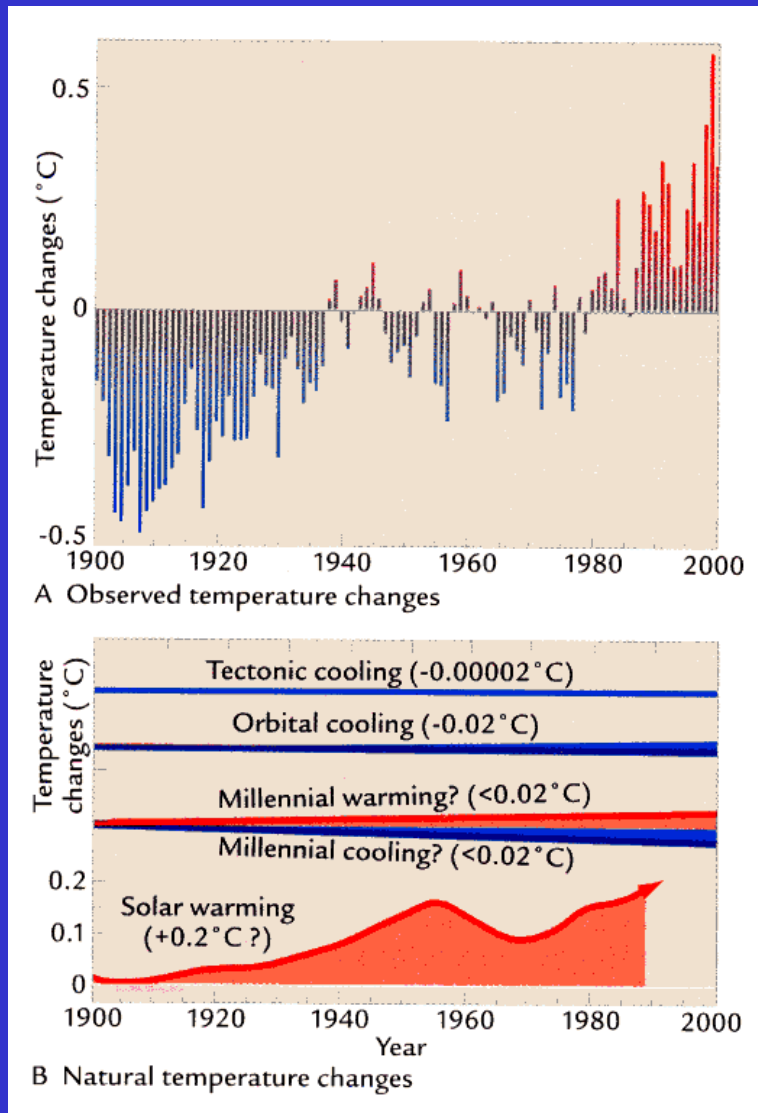 0.5
Temperature changes (˚C)
0
-0.5
1900 1920 1940 1960 1980 2000
A Observed temperature changes
Temperature
changes (˚C)
Tectonic cooling (-0.00002˚C)
Orbital cooling (-0.02˚C)
Millennial warming? (<0.02˚C)
Millennial cooling? (<0.02˚C)
0.2
Solar warming
(+0.2˚C ?)
0.1
0
1900 1920 1940 1960 1980 2000
Year
B Natural temperature changes